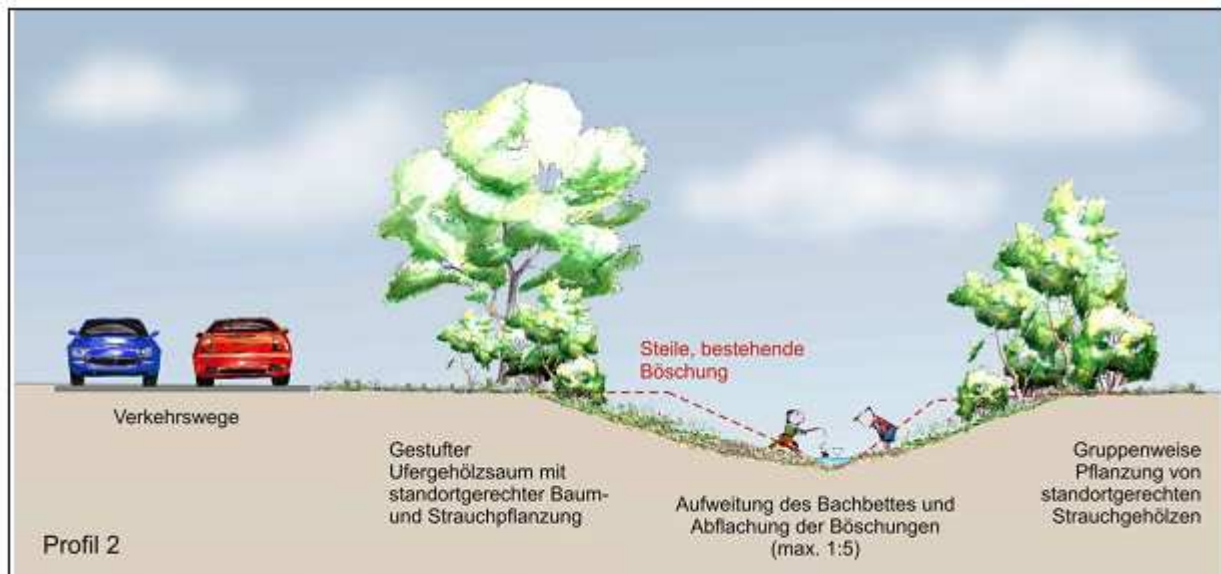 Steile, bestehende
Böschung
Verkehrswege
Gestufter
Ufergehölzsaum mit
standortgerechter Baum-
und Strauchpflanzung
Aufweitung des Bachbettes und
Abflachung der Böschungen
(max. 1:5)
Gruppenweise
Pflanzung von
standortgerechten
Strauchgehölzen
Profil 2